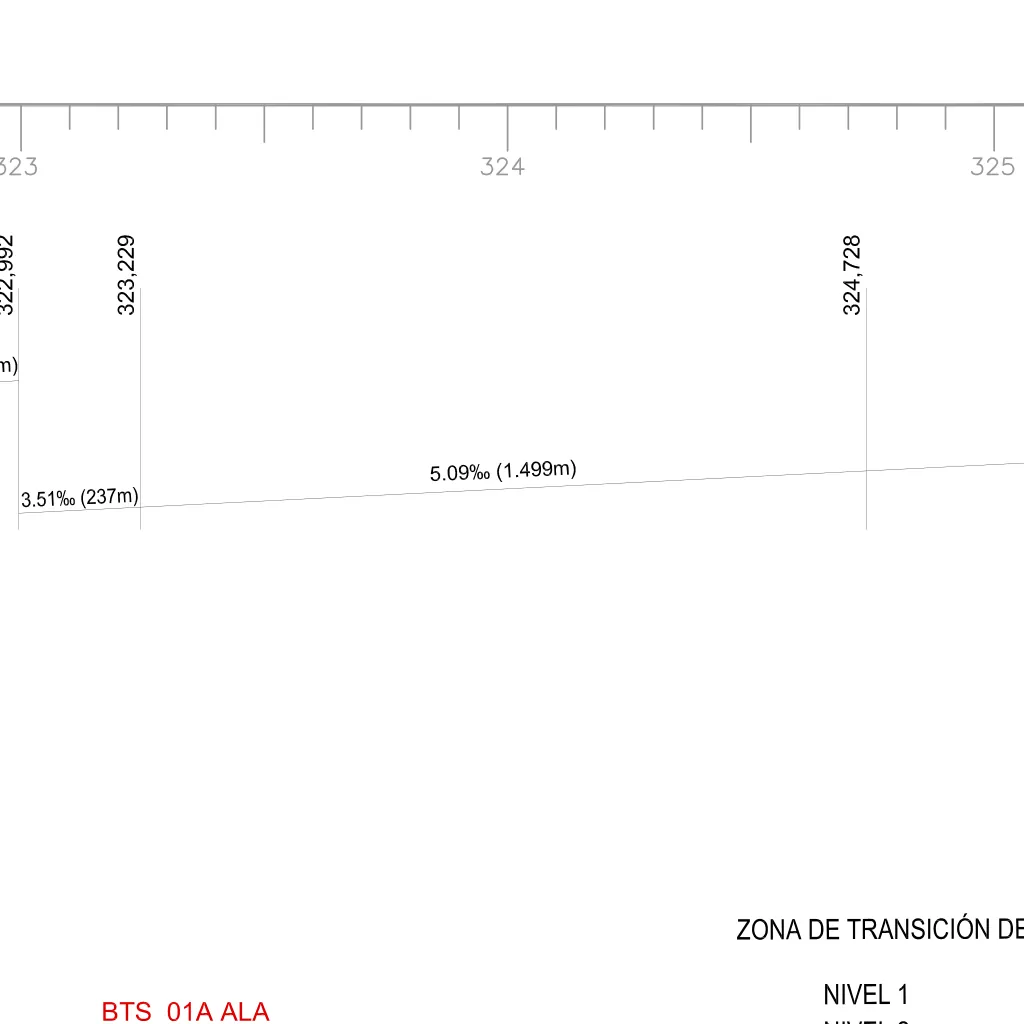 323 324 325
322,992
323,229
324,728
m)
5.09‰ (1.499m)
3.51‰ (237m)
ZONA DE TRANSICIÓN DE
NIVEL 1
BTS 01A ALA